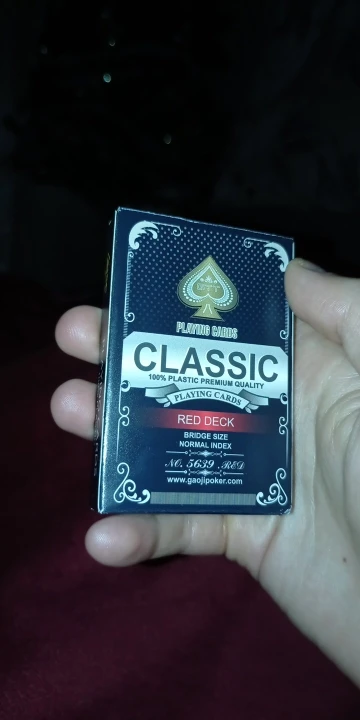 PLAYING CARDS
CLASSIC
100% PLASTIC PREMIUM QUALITY
PLAYING CARDS
RED DECK
BRIDGE SIZE
NORMAL INDEX
NO. 5639 RED
www.gaojipoker.com